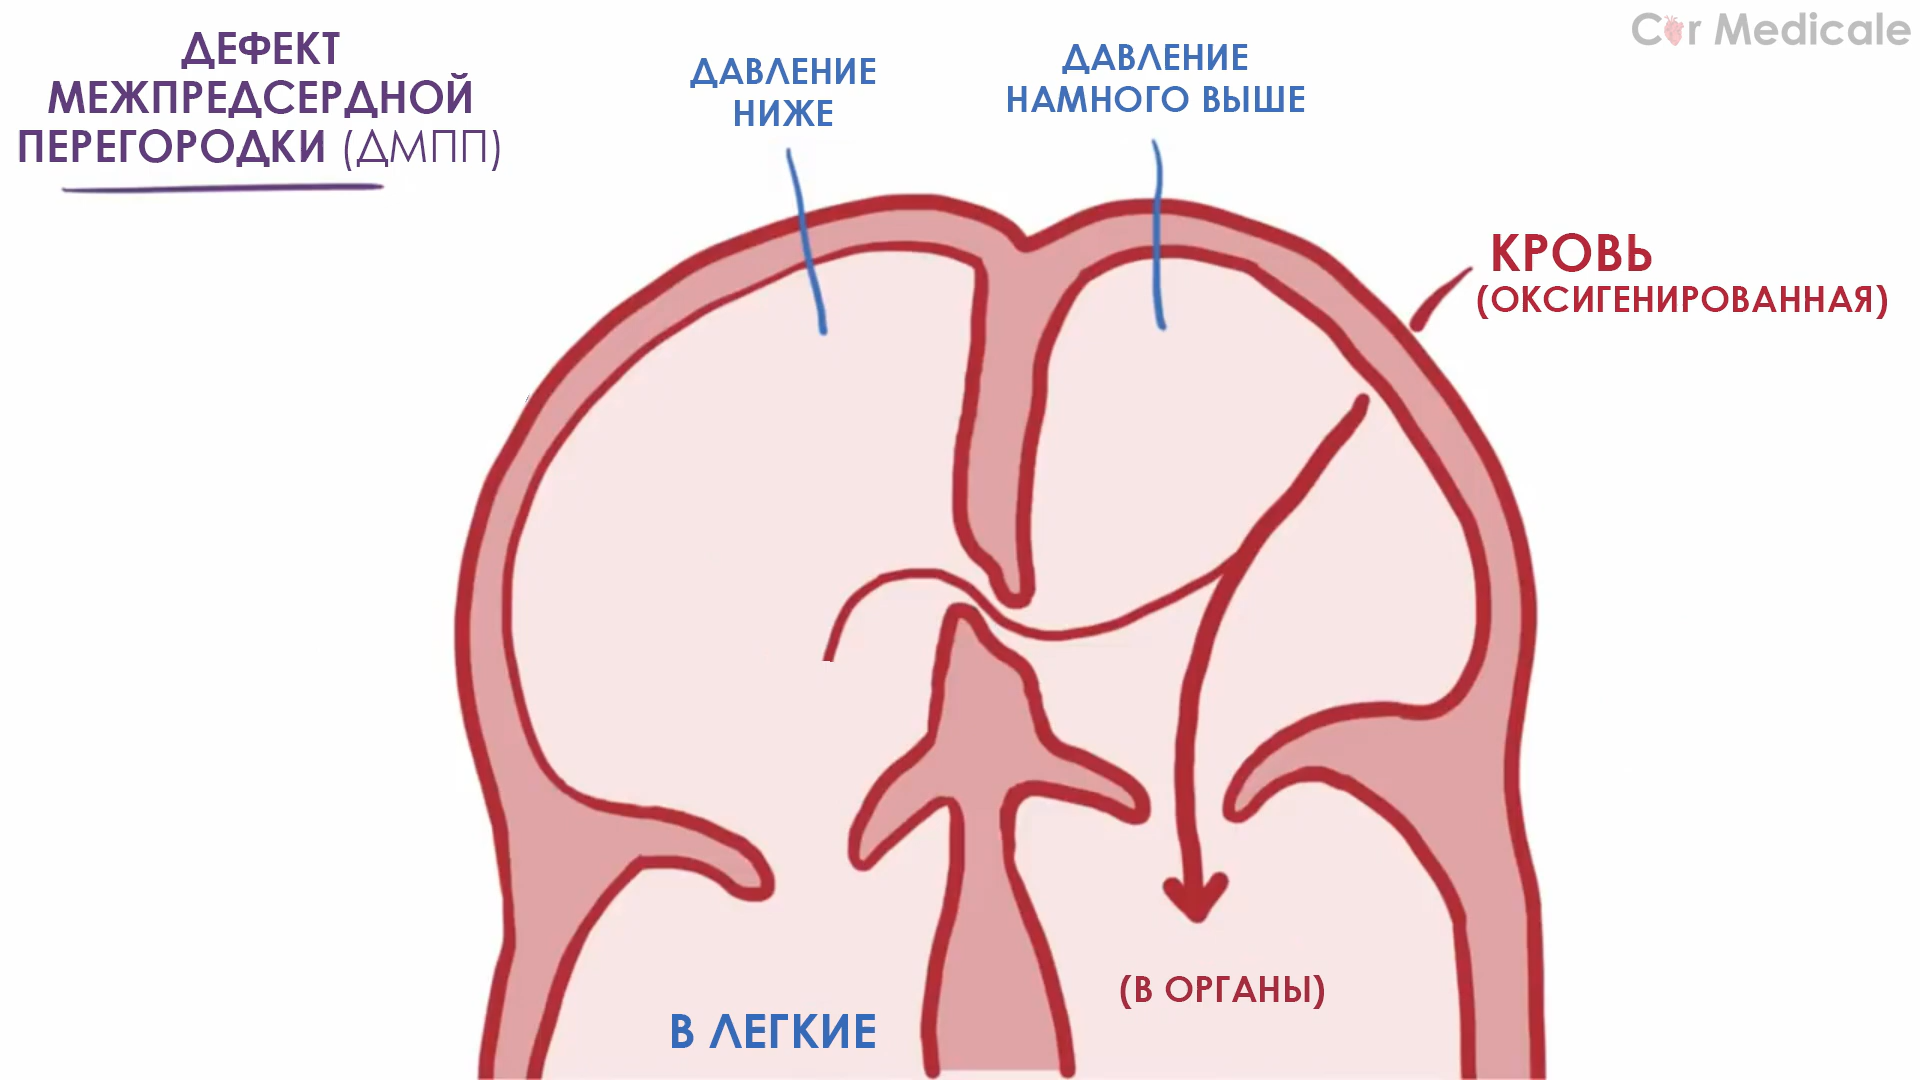 ДЕФЕКТ
МЕЖПРЕДСЕРДНОЙ
ПЕРЕГОРОДКИ (ДМПП)
ДАВЛЕНИЕ
НИЖЕ
ДАВЛЕНИЕ
НАМНОГО ВЫШЕ
Cor Medicale
КРОВЬ
(ОКСИГЕНИРОВАННАЯ)
(В ОРГАНЫ)
В ЛЕГКИЕ